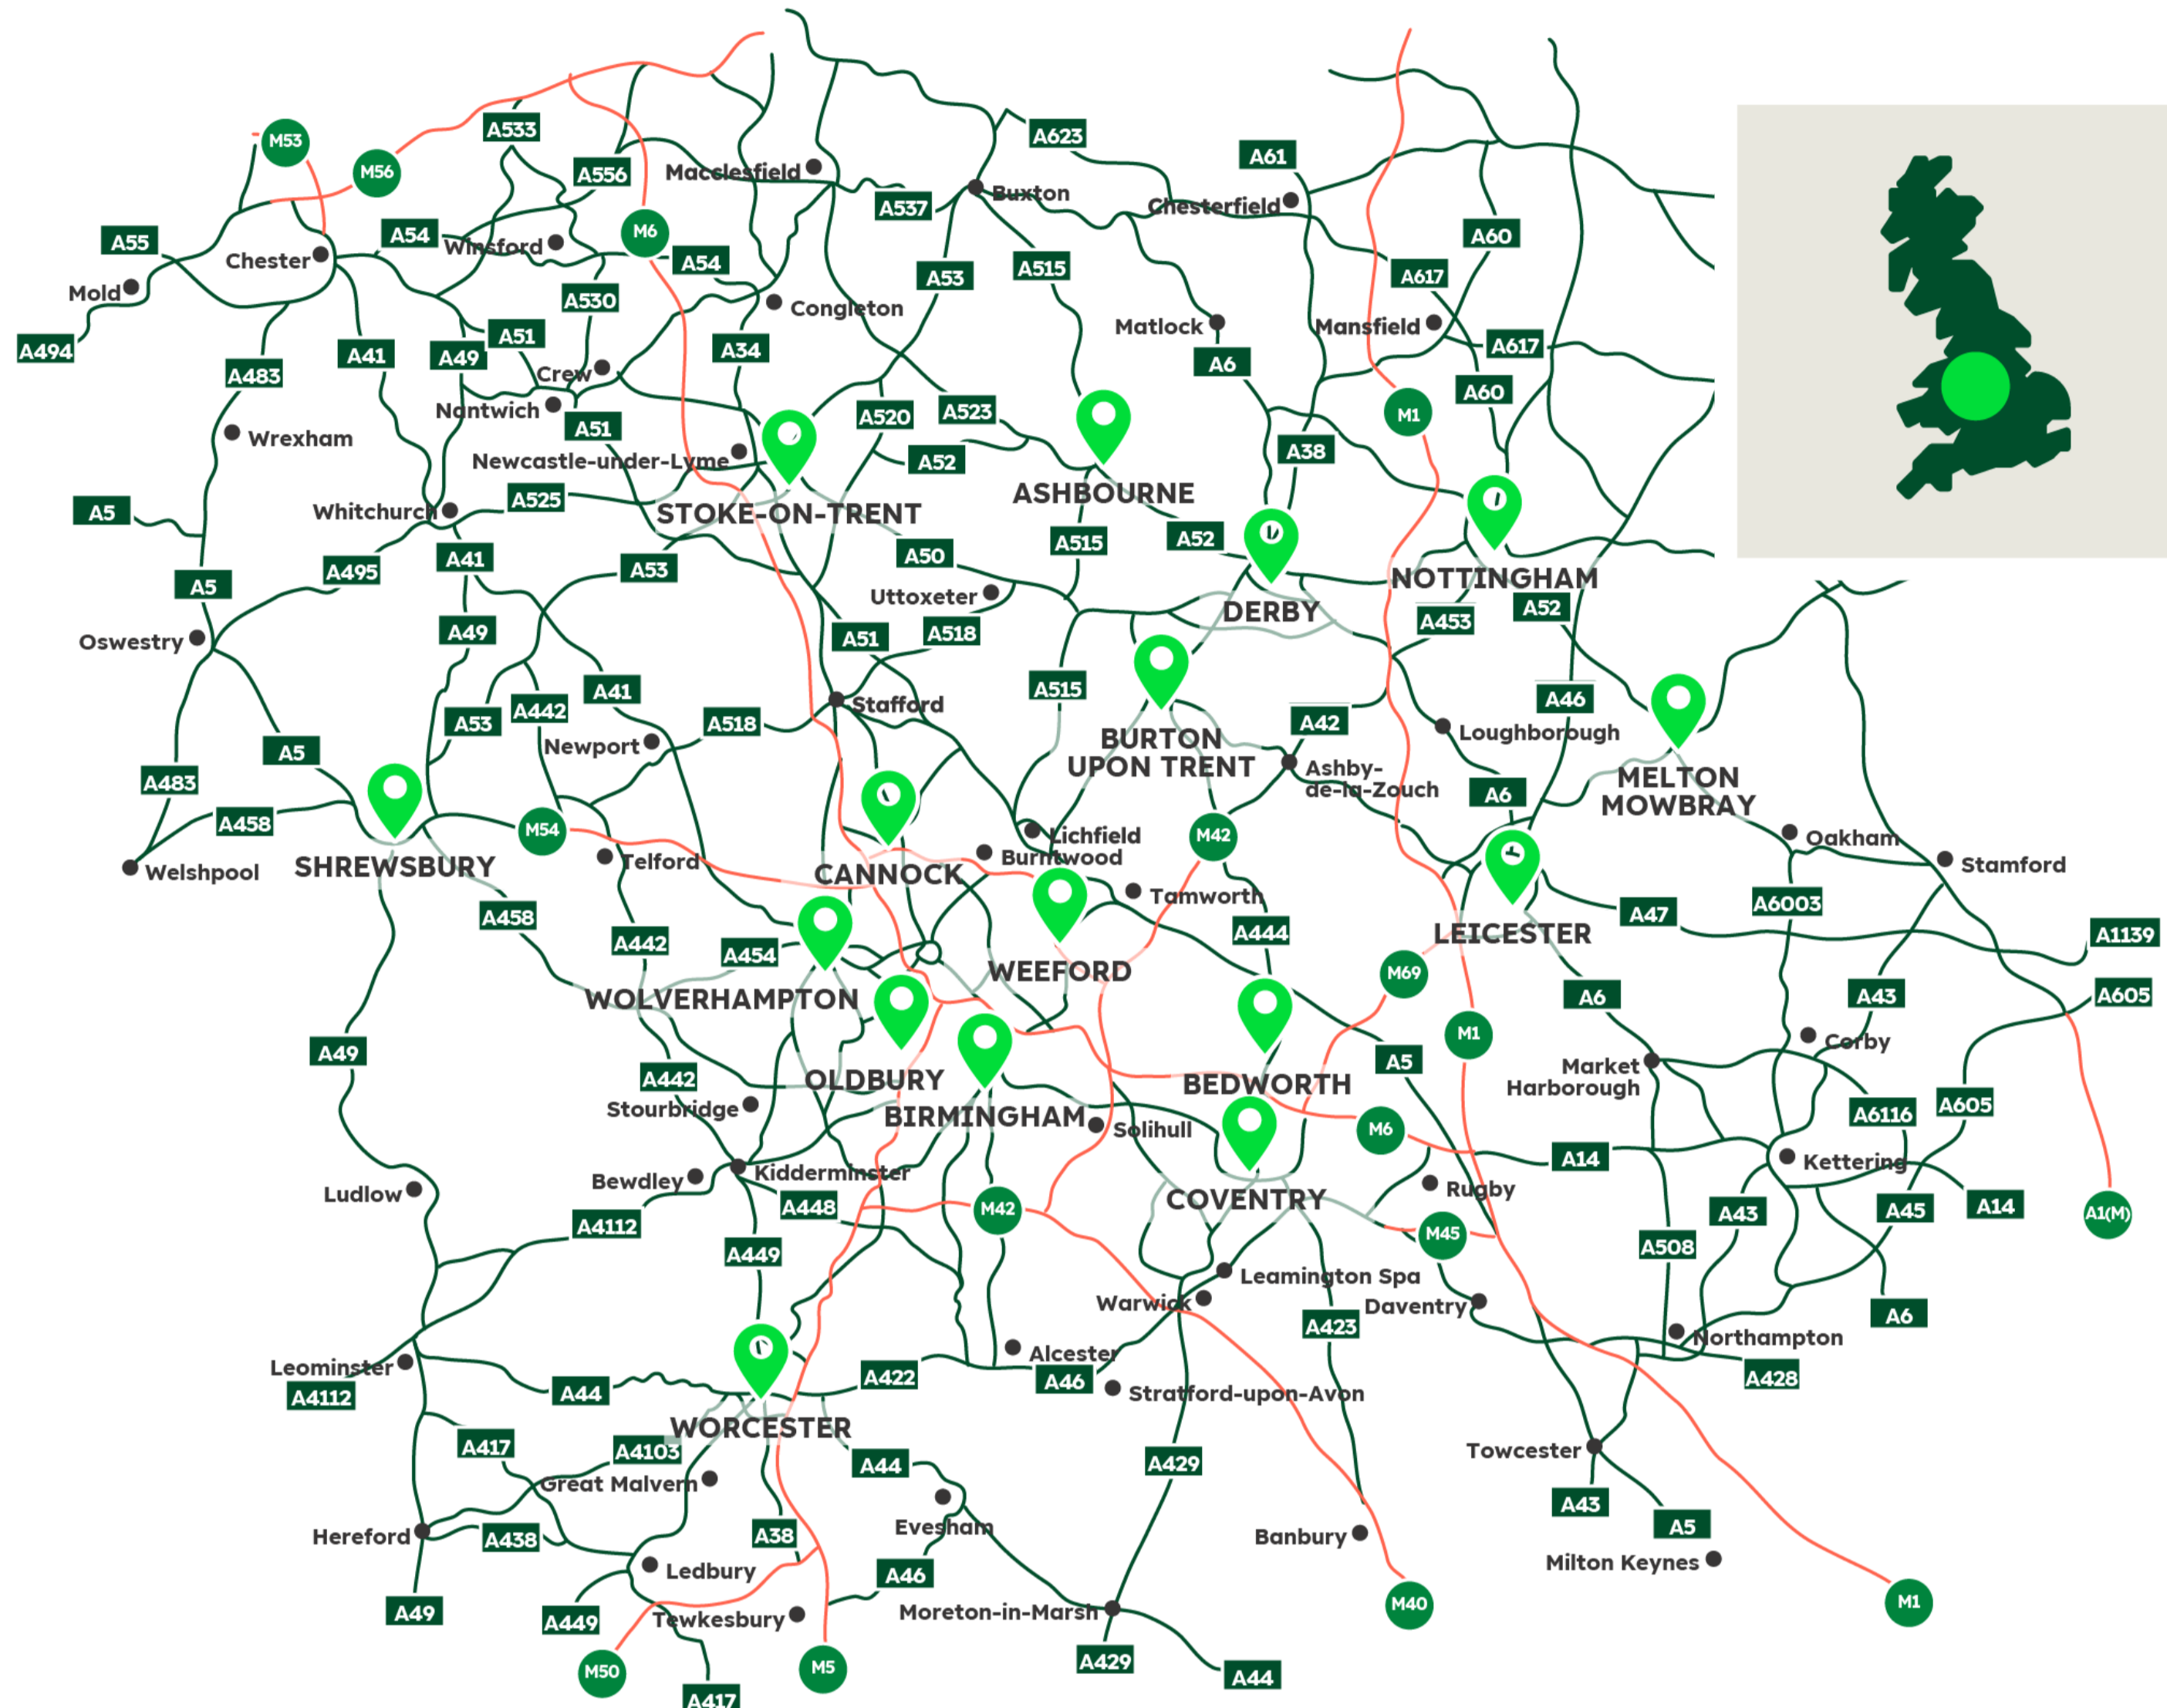 A533
A623
M53
A61
M56
A556
Macclesfield
Buxton
A537
Chesterfield
A55
A54
Winsford
M6
A60
Chester
A54
A515
A53
A617
Mold
A530
Congleton
Matlock
Mansfield
A494
A51
A34
A617
A41
A49
A6
A483
Crew
A60
Nantwich
A520
A523
M1
Wrexham
A51
Newcastle-under-Lyme
A52
A38
ASHBOURNE
A525
Whitchurch
A5
STOKE-ON-TRENT
A515
A52
A50
A41
A495
A53
NOTTINGHAM
A5
Uttoxeter
DERBY
A52
A453
A49
A51
A518
Oswestry
A41
A515
A46
A442
Stafford
A53
A518
A42
Loughborough
Newport
BURTON
UPON TRENT
A5
Ashby-
de-la-Zouch
A483
MELTON
MOWBRAY
A6
A458
M54
Lichfield
M42
Oakham
Telford
Burntwood
Stamford
Welshpool
SHREWSBURY
CANNOCK
Tamworth
A6003
A458
A47
A444
LEICESTER
A1139
A442
A454
WEEFORD
M69
WOLVERHAMPTON
A6
A43
A605
M1
Corby
A49
A5
Market
Harborough
A442
OLDBURY
BEDWORTH
Stourbridge
BIRMINGHAM
A6116
A605
Solihull
M6
A14
Kettering
Kidderminster
Bewdley
Ludlow
COVENTRY
Rugby
A448
M42
A43
A45
A14
A1(M)
A4112
M45
A449
A508
Leamington Spa
Warwick
Daventry
A423
A6
Northampton
Alcester
Leominster
A422
A46
A428
A4112
A44
Stratford-upon-Avon
WORCESTER
A417
A4103
Towcester
A44
A429
Great Malvern
A43
Evesham
A5
Hereford
A438
A38
Banbury
Milton Keynes
Ledbury
A46
A49
A449
Tewkesbury
Moreton-in-Marsh
M40
M1
A429
M50
M5
A44
A417